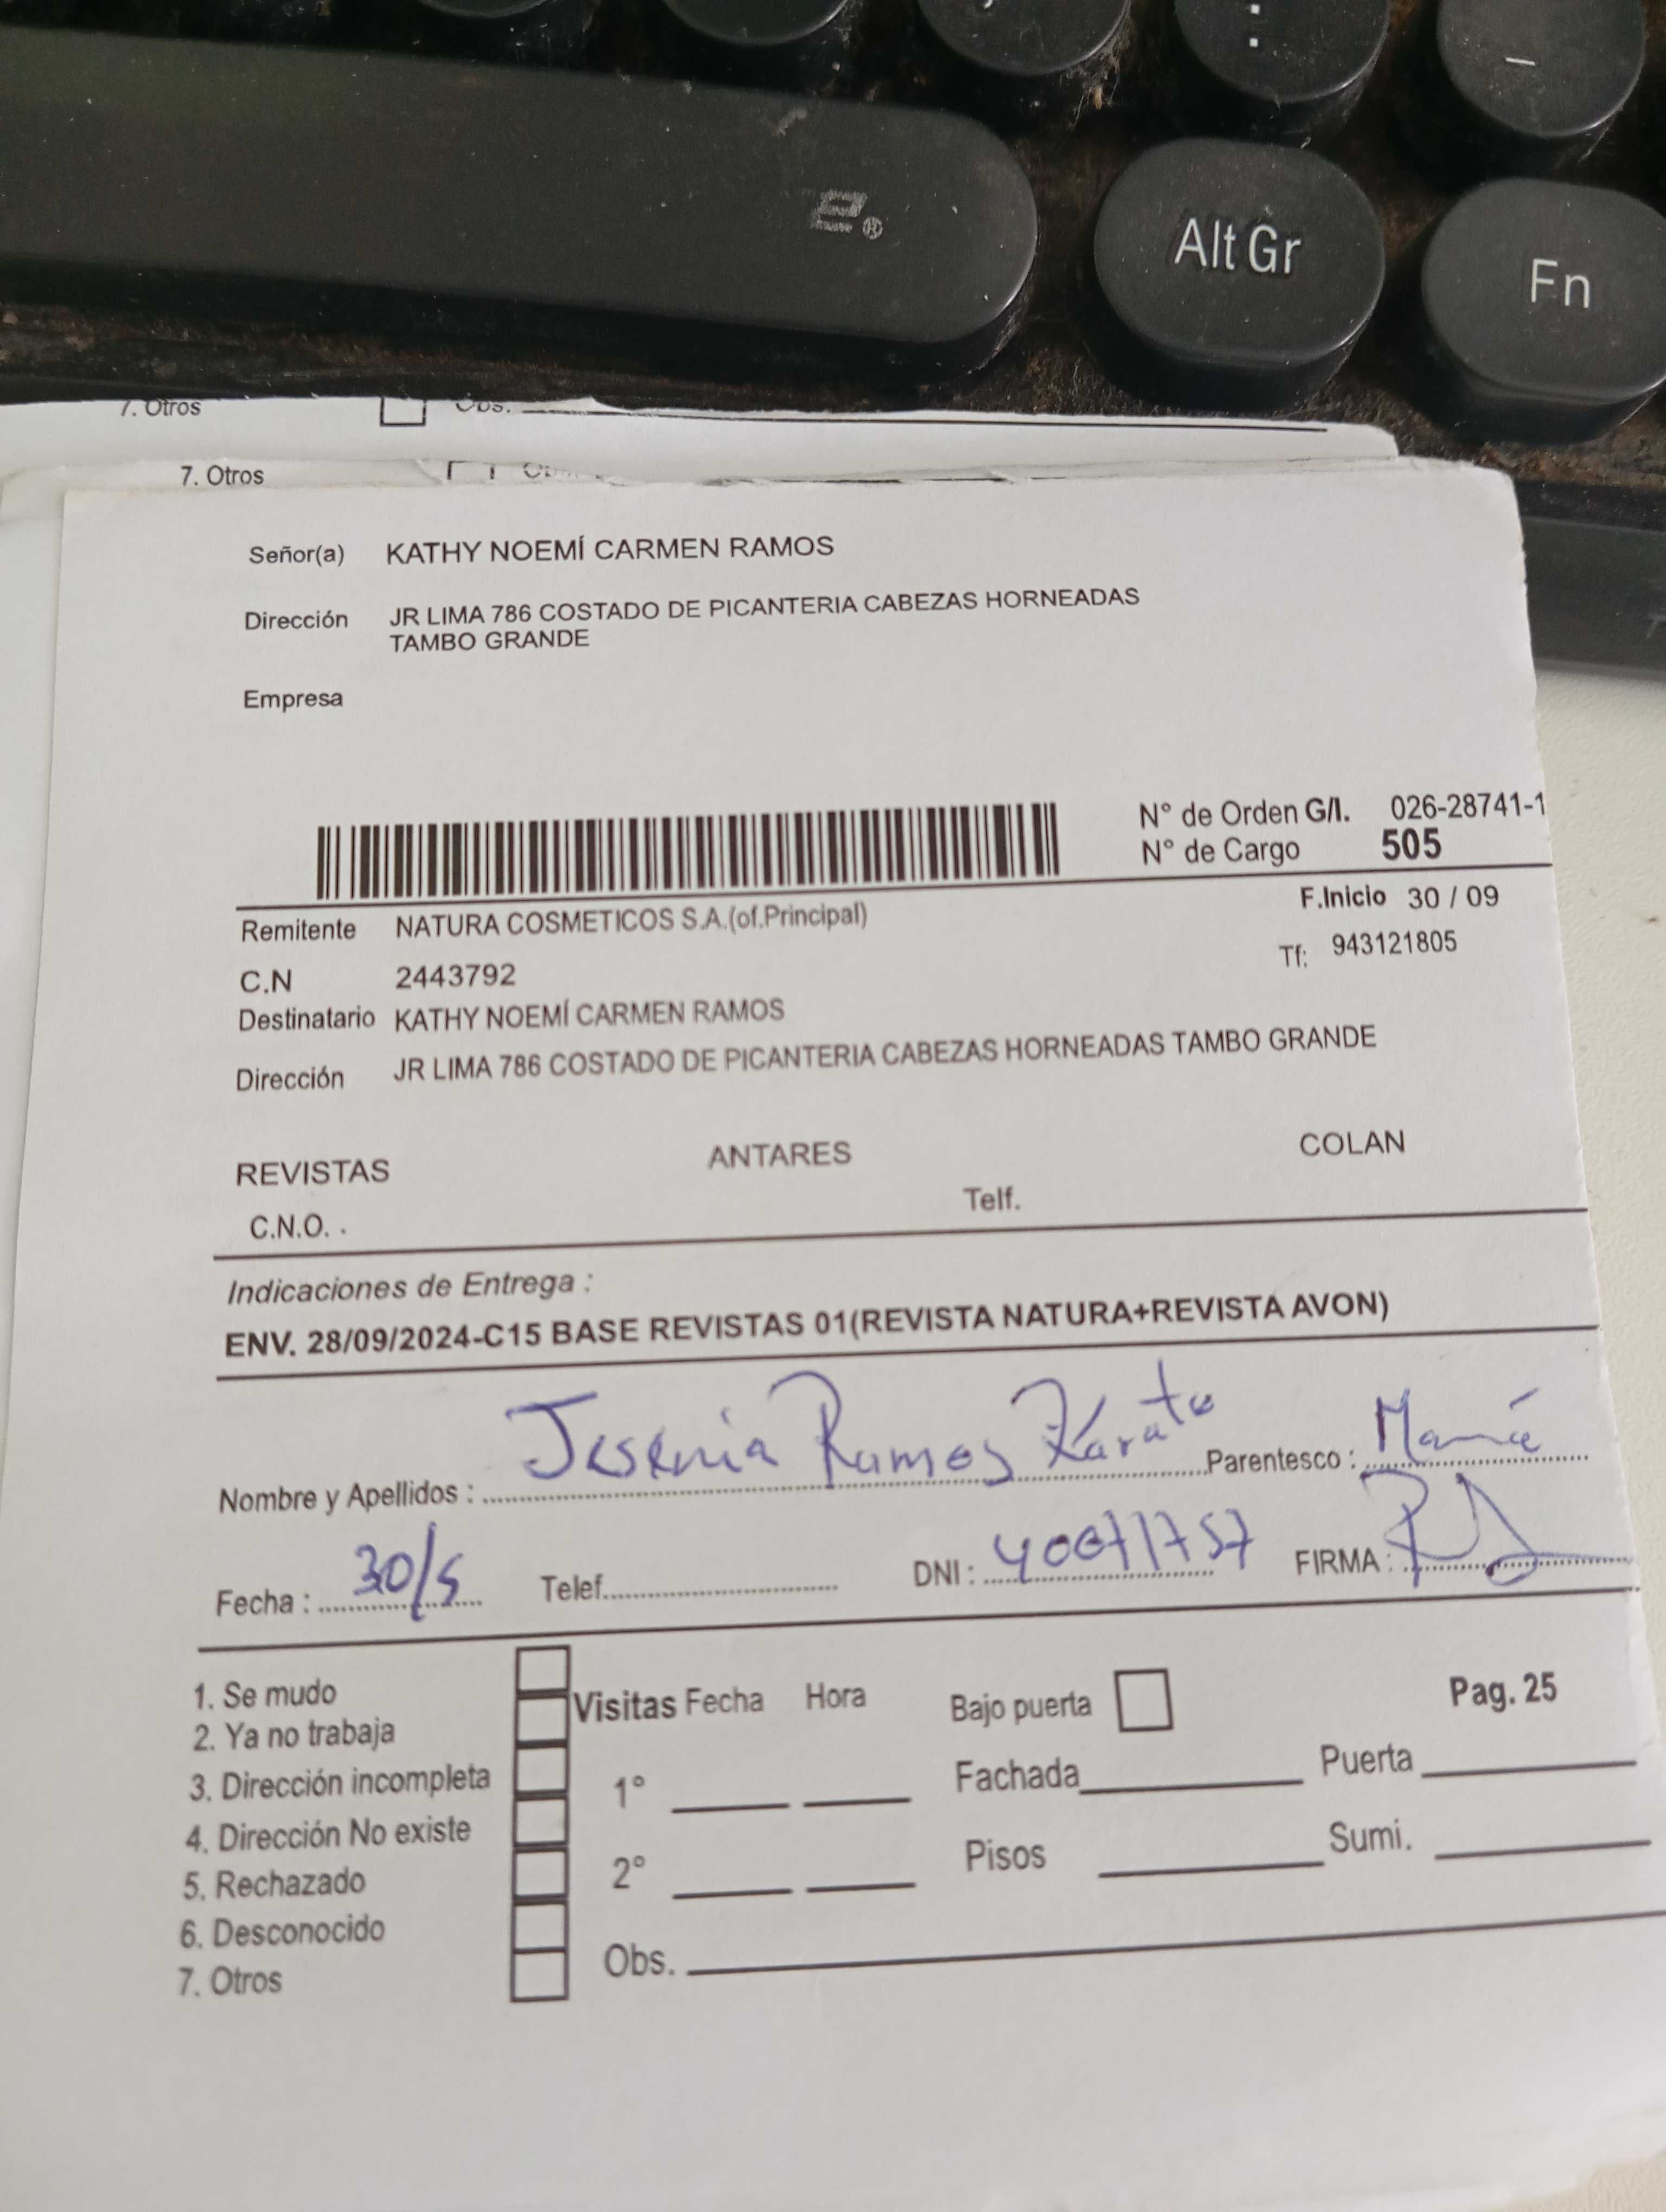 Alt Gr
Fn
7. Otros
Obs.
7. Otros
Señor(a) KATHY NOEMÍ CARMEN RAMOS
Dirección JR LIMA 786 COSTADO DE PICANTERIA CABEZAS HORNEADAS
TAMBO GRANDE
Empresa
N° de Orden G/I. 026-28741-1
N° de Cargo 505
F.Inicio 30 / 09
Remitente NATURA COSMETICOS S.A.(of.Principal)
Tf: 943121805
C.N 2443792
Destinatario KATHY NOEMÍ CARMEN RAMOS
Dirección JR LIMA 786 COSTADO DE PICANTERIA CABEZAS HORNEADAS TAMBO GRANDE
REVISTAS ANTARES COLAN
C.N.O. . Telf.
Indicaciones de Entrega :
ENV. 28/09/2024-C15 BASE REVISTAS 01(REVISTA NATURA+REVISTA AVON)
Nombre y Apellidos : Jesenia Ramos Zarate Parentesco : Mamá
Fecha : 30/5 Telef. DNI : 40671757 FIRMA :
1. Se mudo
2. Ya no trabaja
3. Dirección incompleta
4. Dirección No existe
5. Rechazado
6. Desconocido
7. Otros
Visitas Fecha Hora
1°
2°
Obs.
Bajo puerta
Pag. 25
Fachada Puerta
Pisos Sumi.